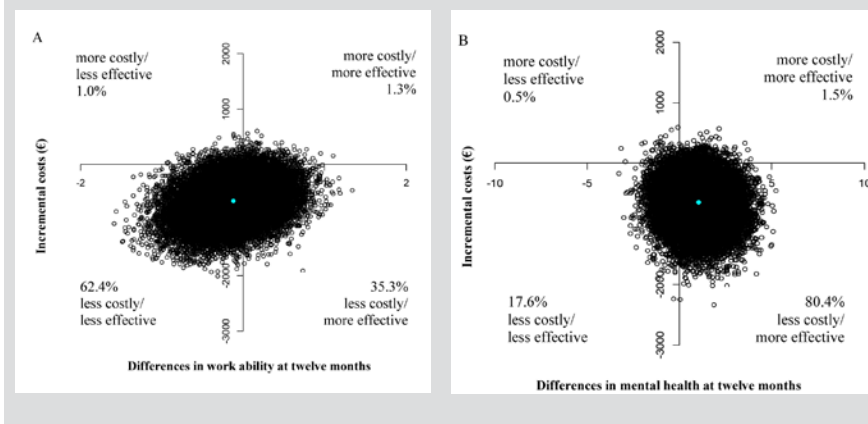 A
more costly/
less effective
1.0%
more costly/
more effective
1.3%
2000
1000
-2
2
-2000
-3000
Incremental costs (€)
62.4%
less costly/
less effective
35.3%
less costly/
more effective
Differences in work ability at twelve months
B
more costly/
less effective
0.5%
more costly/
more effective
1.5%
2000
1000
-10
-5
5
10
-2000
-3000
Incremental costs (€)
17.6%
less costly/
less effective
80.4%
less costly/
more effective
Differences in mental health at twelve months